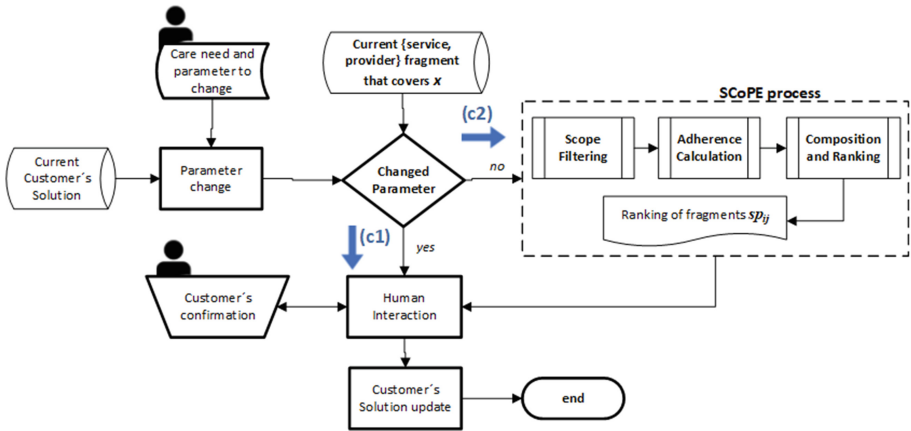 Care need and
parameter to
change
Current {service,
provider} fragment
that covers x
SCoPE process
(c2)
Scope
Filtering
Adherence
Calculation
Composition
and Ranking
Current
Customer´s
Solution
Parameter
change
Changed
Parameter
no
Ranking of fragments spij
(c1)
yes
Customer´s
confirmation
Human
Interaction
Customer´s
Solution update
end